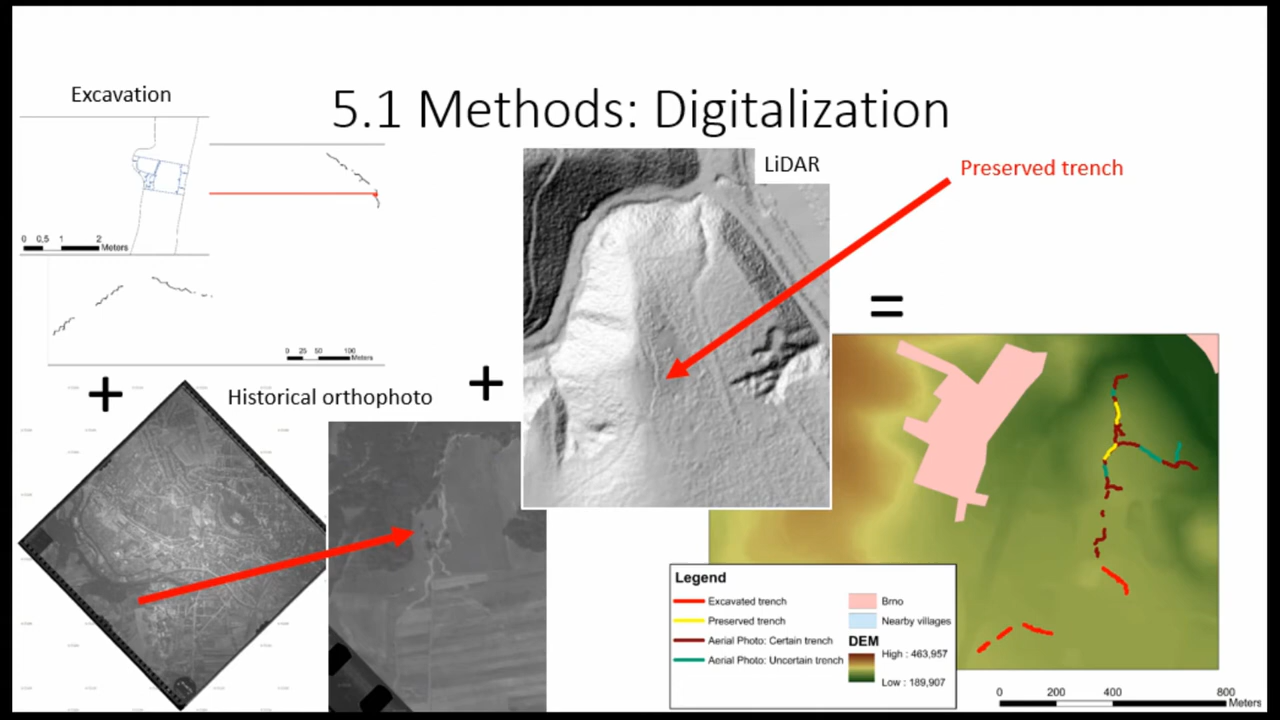 5.1 Methods: Digitalization
Excavation
0 0,5 1 2
Meters
0 25 50 100
Meters
+
Historical orthophoto
+
LiDAR
Preserved trench
=
Legend
Excavated trench
Preserved trench
Aerial Photo: Certain trench
Aerial Photo: Uncertain trench
Brno
Nearby villages
DEM
High : 463,957
Low : 189,907
0 200 400 800
Meters